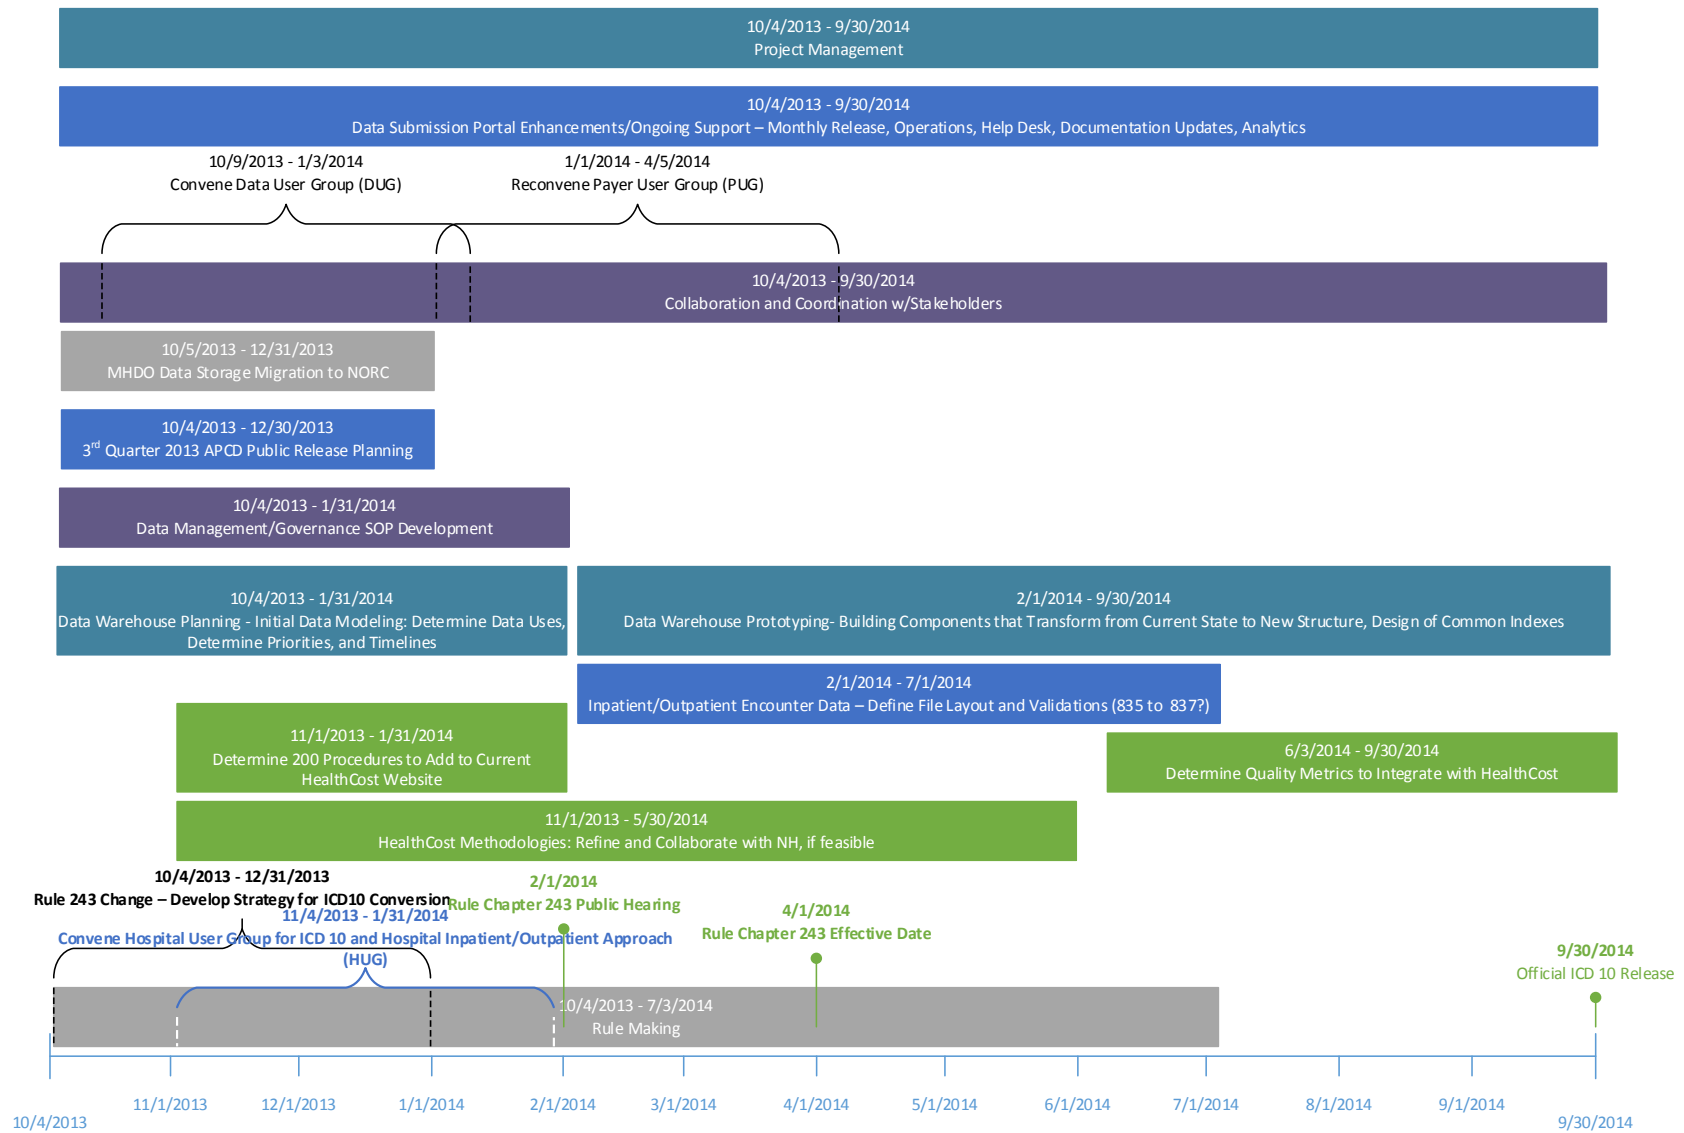 10/4/2013 - 9/30/2014
Project Management
10/4/2013 - 9/30/2014
Data Submission Portal Enhancements/Ongoing Support – Monthly Release, Operations, Help Desk, Documentation Updates, Analytics
10/9/2013 - 1/3/2014
Convene Data User Group (DUG)
1/1/2014 - 4/5/2014
Reconvene Payer User Group (PUG)
10/4/2013 - 9/30/2014
Collaboration and Coordination w/Stakeholders
10/5/2013 - 12/31/2013
MHDO Data Storage Migration to NORC
10/4/2013 - 12/30/2013
3rd Quarter 2013 APCD Public Release Planning
10/4/2013 - 1/31/2014
Data Management/Governance SOP Development
10/4/2013 - 1/31/2014
Data Warehouse Planning - Initial Data Modeling: Determine Data Uses,
Determine Priorities, and Timelines
2/1/2014 - 9/30/2014
Data Warehouse Prototyping- Building Components that Transform from Current State to New Structure, Design of Common Indexes
2/1/2014 - 7/1/2014
Inpatient/Outpatient Encounter Data – Define File Layout and Validations (835 to 837?)
11/1/2013 - 1/31/2014
Determine 200 Procedures to Add to Current
HealthCost Website
6/3/2014 - 9/30/2014
Determine Quality Metrics to Integrate with HealthCost
11/1/2013 - 5/30/2014
HealthCost Methodologies: Refine and Collaborate with NH, if feasible
10/4/2013 - 12/31/2013
Rule 243 Change – Develop Strategy for ICD10 Conversion
2/1/2014
Rule Chapter 243 Public Hearing
11/4/2013 - 1/31/2014
Convene Hospital User Group for ICD 10 and Hospital Inpatient/Outpatient Approach
(HUG)
4/1/2014
Rule Chapter 243 Effective Date
9/30/2014
Official ICD 10 Release
10/4/2013 - 7/3/2014
Rule Making
10/4/2013
11/1/2013
12/1/2013
1/1/2014
2/1/2014
3/1/2014
4/1/2014
5/1/2014
6/1/2014
7/1/2014
8/1/2014
9/1/2014
9/30/2014